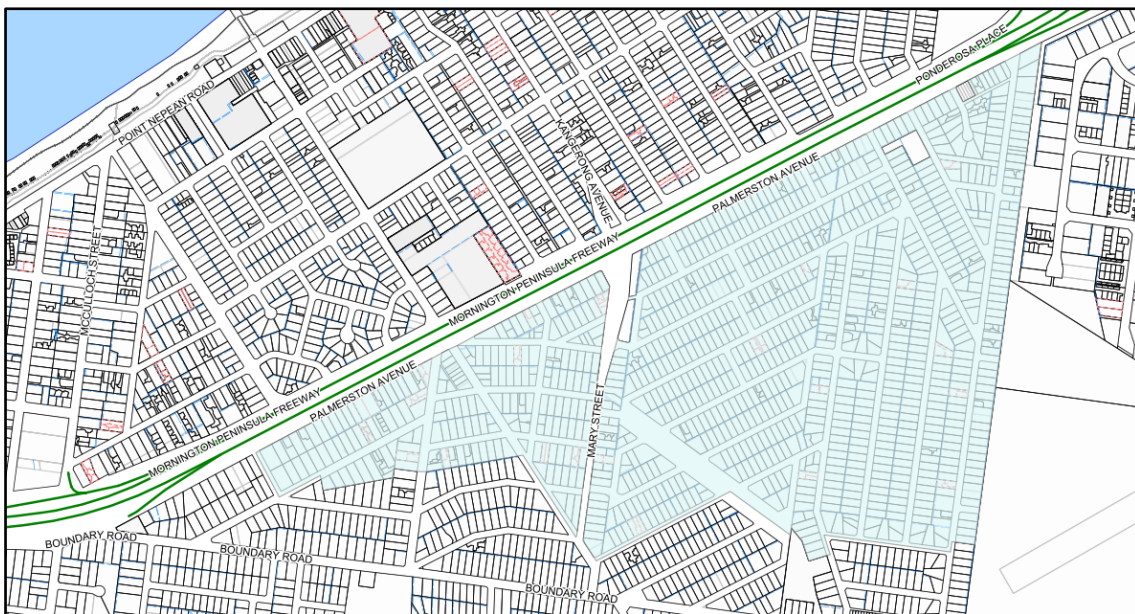 PONDEROSA PLACE
POINT NEPEAN ROAD
KANGERONG AVENUE
PALMERSTON AVENUE
MCCULLOCH STREET
MORNINGTON PENINSULA FREEWAY
PALMERSTON AVENUE
MORNINGTON PENINSULA FREEWAY
MARY STREET
BOUNDARY ROAD
BOUNDARY ROAD
BOUNDARY ROAD